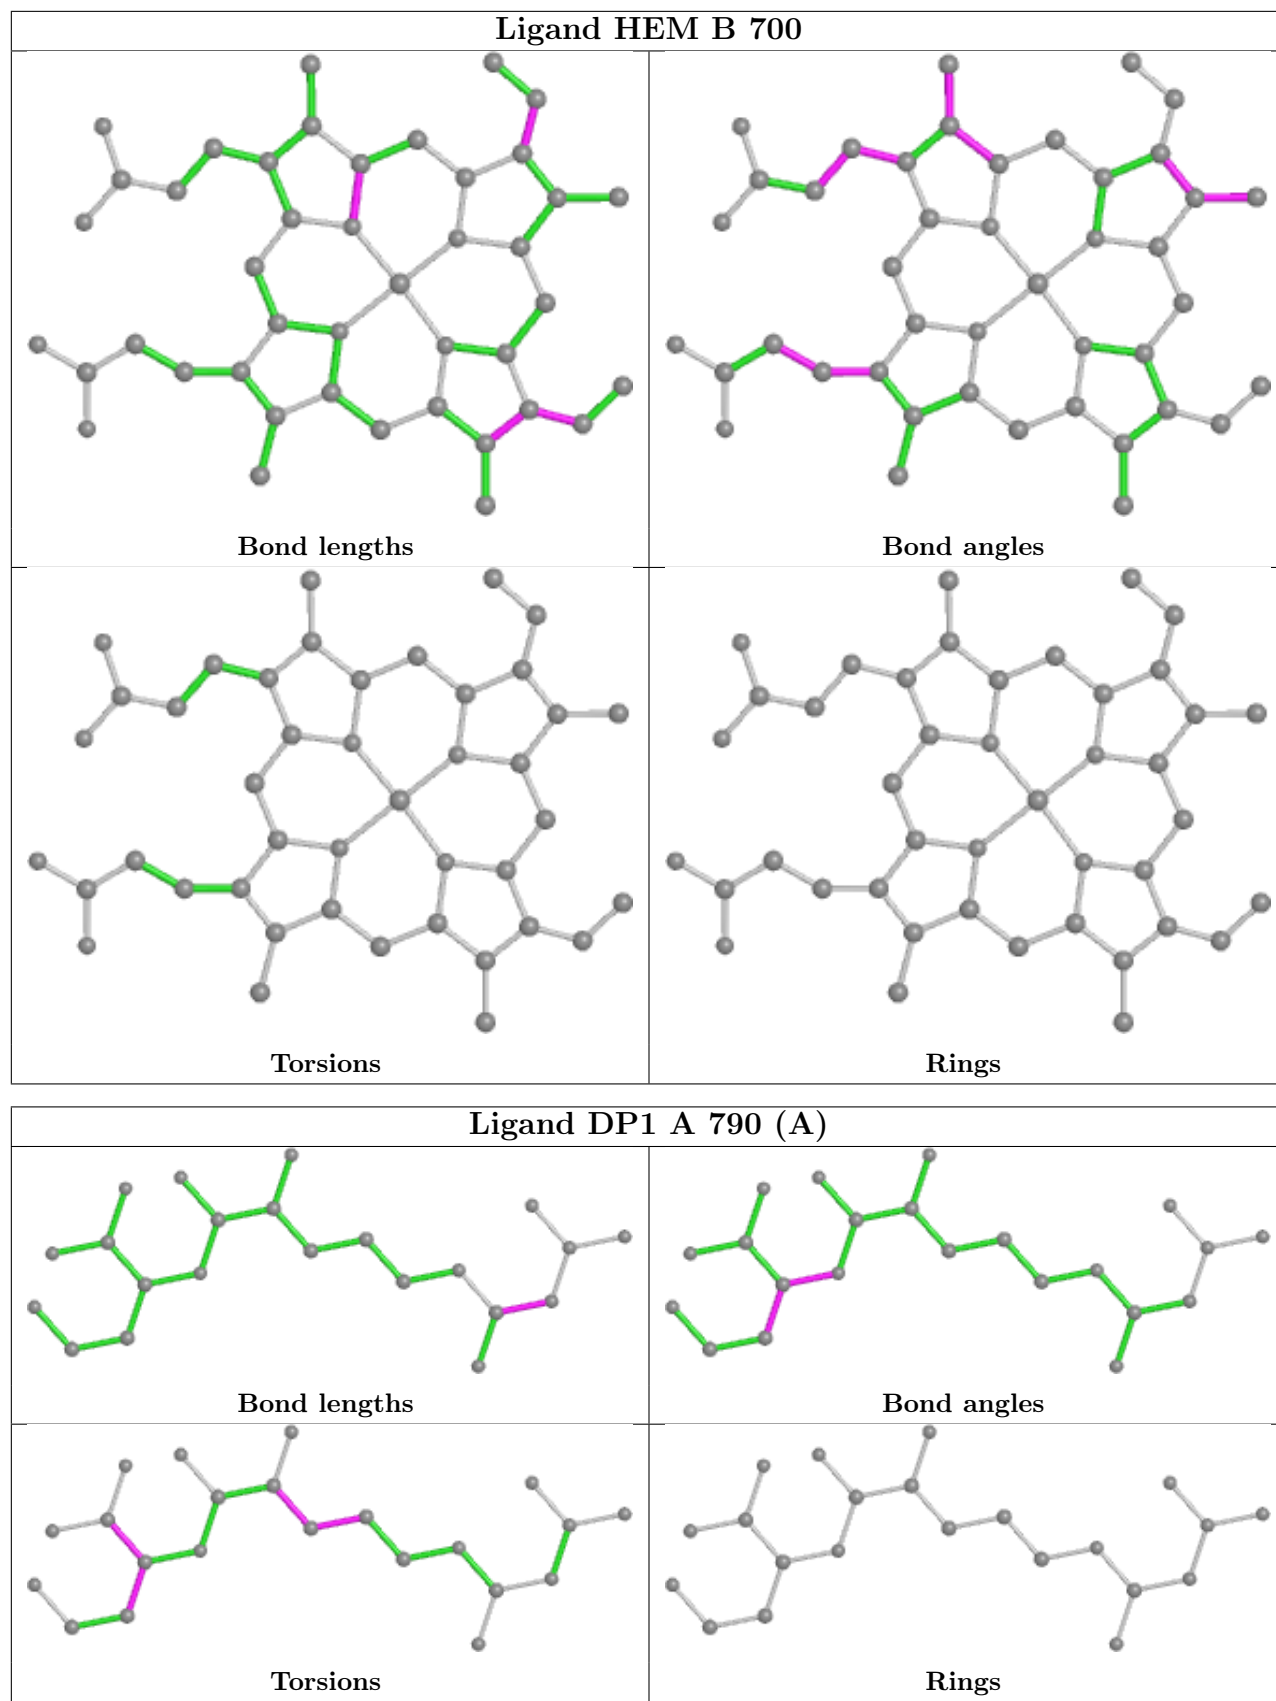 Ligand HEM B 700
Bond lengths
Bond angles
Torsions
Rings
Ligand DP1 A 790 (A)
Bond lengths
Bond angles
Torsions
Rings